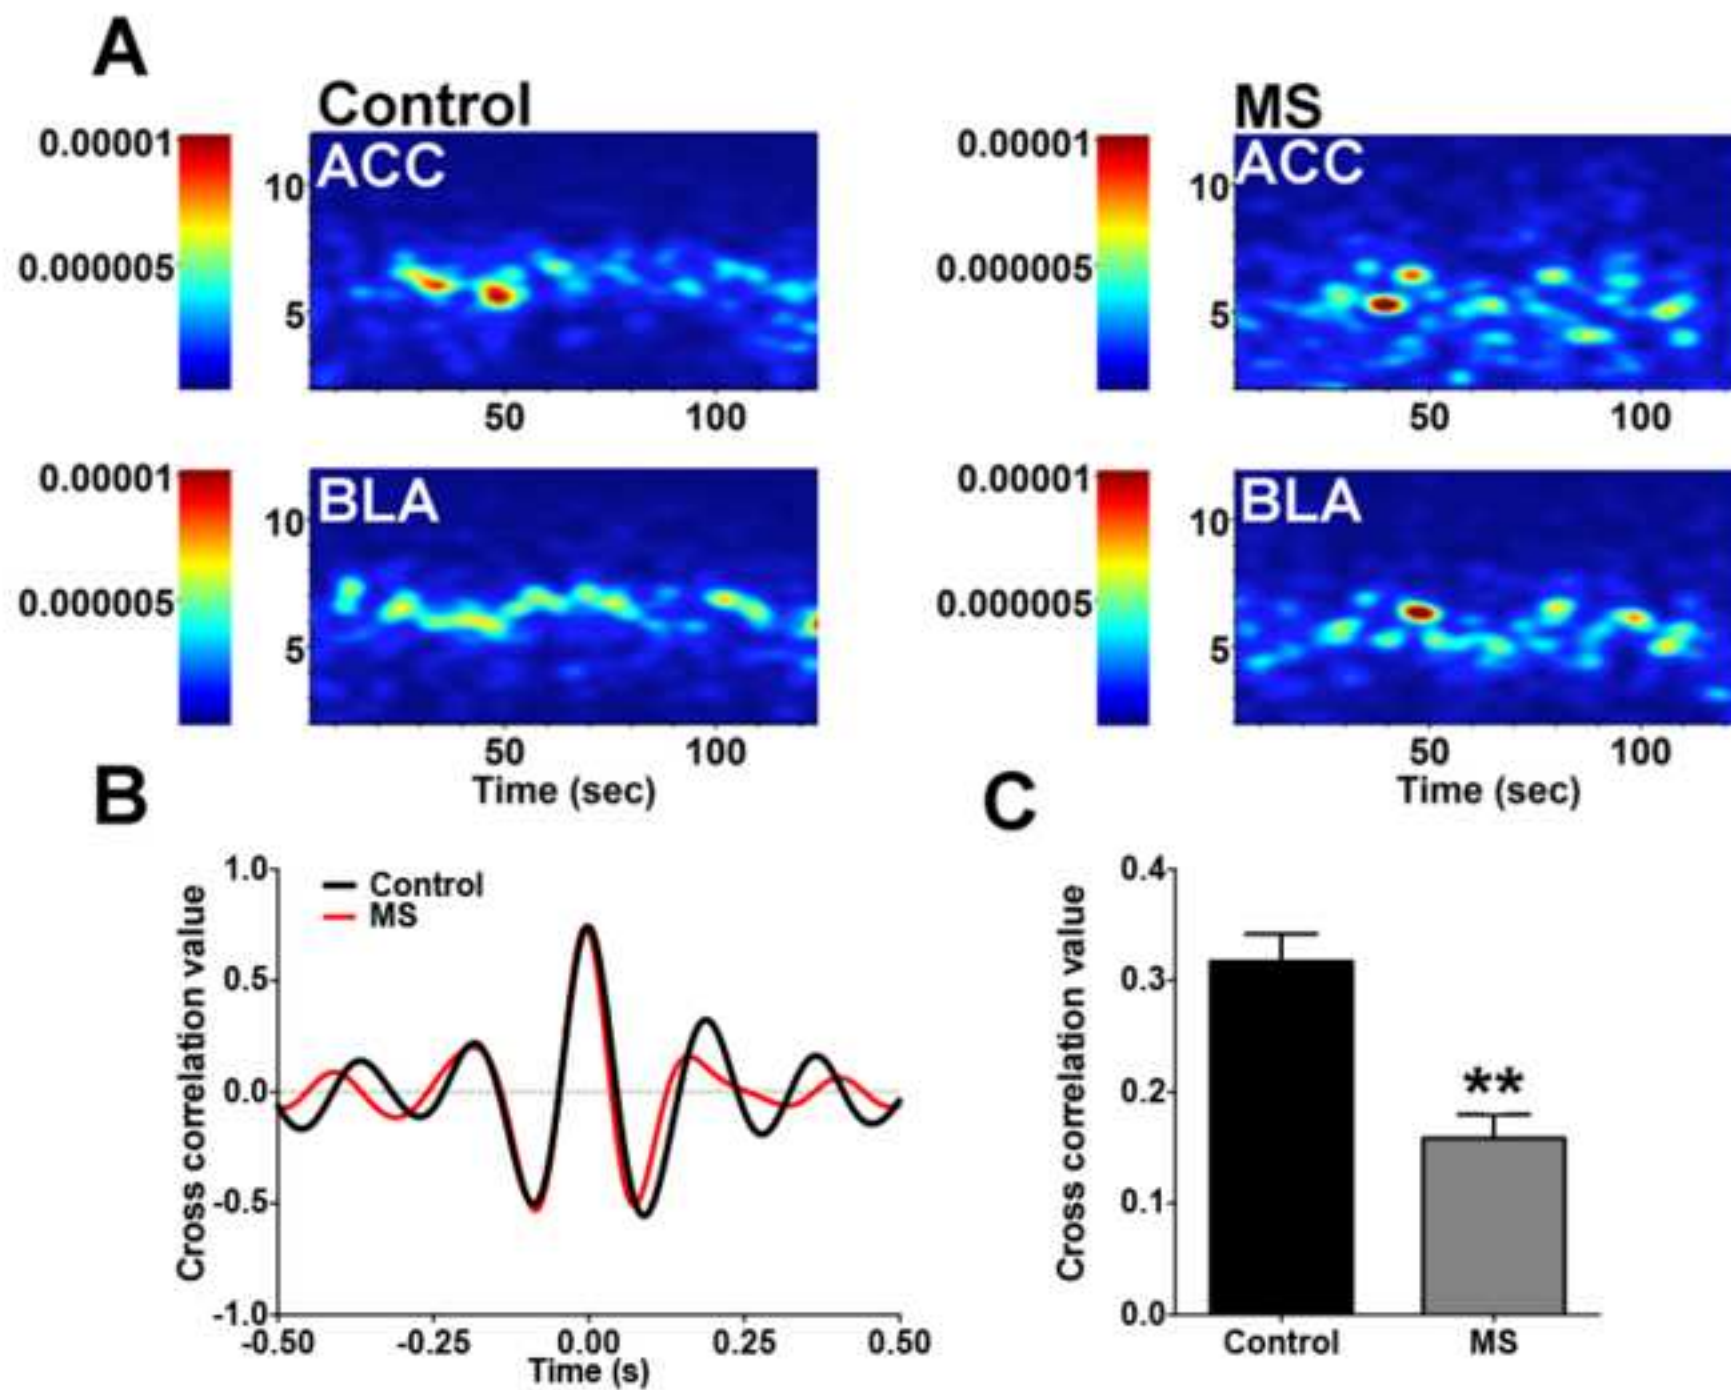 A
Control
MS
0.00001
0.000005
10
5
ACC
50
100
0.00001
0.000005
10
5
ACC
50
100
0.00001
0.000005
10
5
BLA
50
100
Time (sec)
0.00001
0.000005
10
5
BLA
50
100
Time (sec)
B
Cross correlation value
1.0
0.5
0.0
-0.5
-1.0
Control
MS
-0.50
-0.25
0.00
0.25
0.50
Time (s)
C
Cross correlation value
0.4
0.3
0.2
0.1
0.0
**
Control
MS